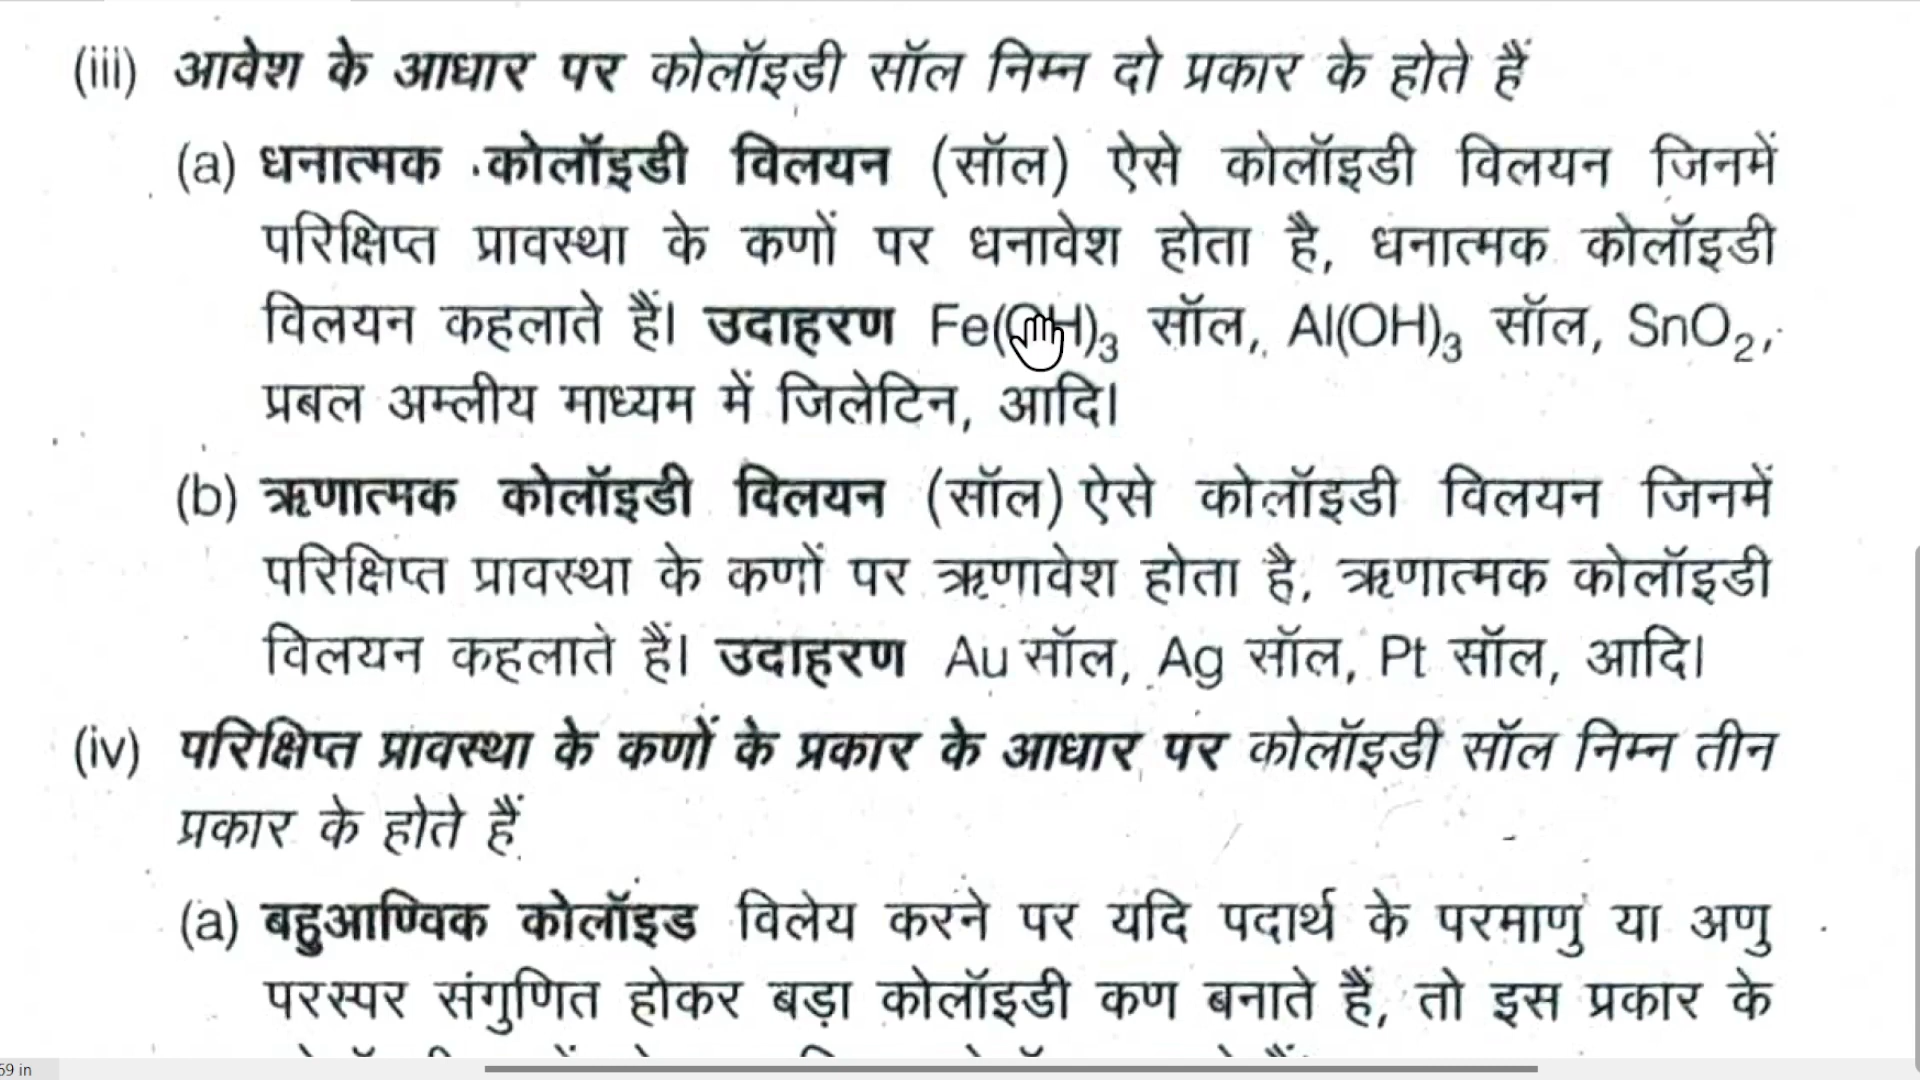 (iii) आवेश के आधार पर कोलॉइडी सॉल निम्न दो प्रकार के होते हैं
(a) धनात्मक कोलॉइडी विलयन (सॉल) ऐसे कोलॉइडी विलयन जिनमें
परिक्षिप्त प्रावस्था के कणों पर धनावेश होता है, धनात्मक कोलॉइडी
विलयन कहलाते हैं। उदाहरण Fe(OH)₃ सॉल, Al(OH)₃ सॉल, SnO₂,
प्रबल अम्लीय माध्यम में जिलेटिन, आदि।
(b) ऋणात्मक कोलॉइडी विलयन (सॉल) ऐसे कोलॉइडी विलयन जिनमें
परिक्षिप्त प्रावस्था के कणों पर ऋणावेश होता है, ऋणात्मक कोलॉइडी
विलयन कहलाते हैं। उदाहरण Au सॉल, Ag सॉल, Pt सॉल, आदि।
(iv) परिक्षिप्त प्रावस्था के कणों के प्रकार के आधार पर कोलॉइडी सॉल निम्न तीन
प्रकार के होते हैं
(a) बहुआण्विक कोलॉइड विलेय करने पर यदि पदार्थ के परमाणु या अणु
परस्पर संगुणित होकर बड़ा कोलॉइडी कण बनाते हैं, तो इस प्रकार के
69 in